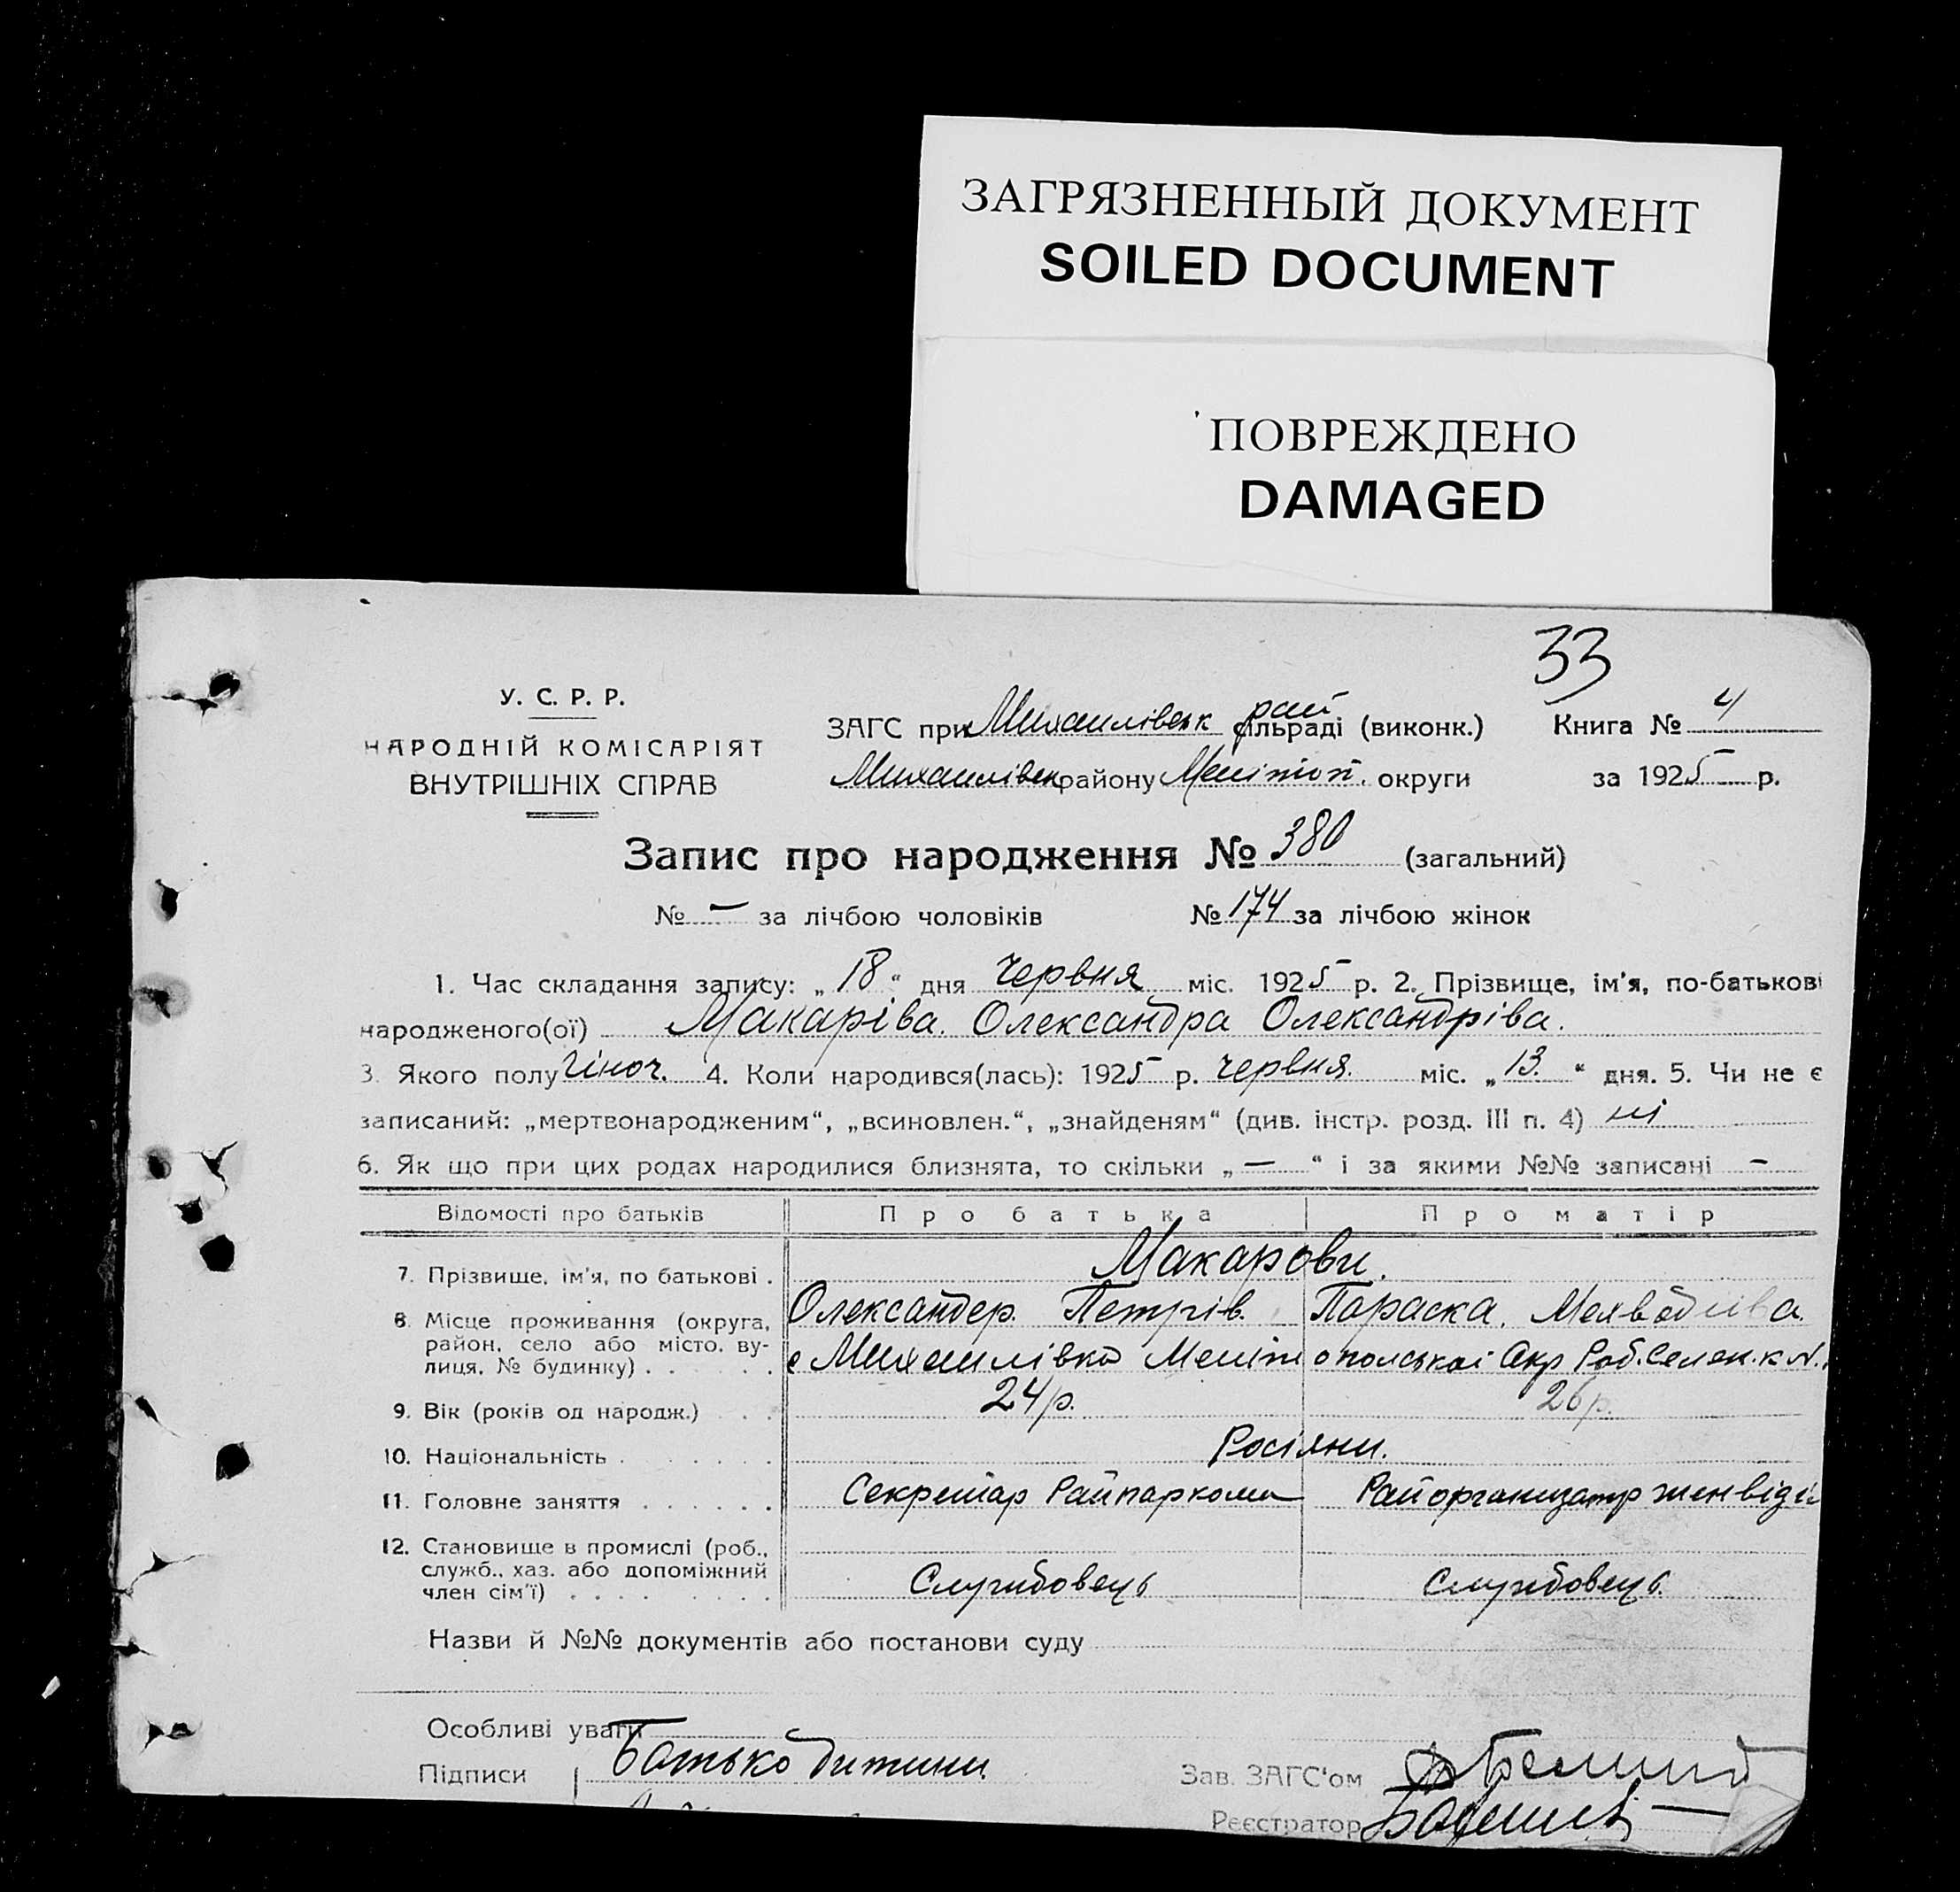 ЗАГРЯЗНЕННЫЙ ДОКУМЕНТ
SOILED DOCUMENT
ПОВРЕЖДЕНО
DAMAGED
33
У. С. Р. Р.
НАРОДНІЙ КОМІСАРІЯТ
ВНУТРІШНІХ СПРАВ
ЗАГС при Михайлівськ рай сільраді (виконк.) Книга № 4
Михайлівськ району Мелітоп. округи за 1925 р.
Запис про народження № 380 (загальний)
№ — за лічбою чоловіків № 174 за лічбою жінок
1. Час складання запису: „ 18 “ дня червня міс. 1925 р. 2. Прізвище, ім'я, по-батькові
народженого(ої) Макаріва. Олександра Олександріва.
3. Якого полу жіноч. 4. Коли народився(лась): 1925 р. червня. міс. „ 13. “ дня. 5. Чи не є
записаний: „мертвонародженим“, „всиновлен.“, „знайденям“ (див. інстр. розд. III п. 4) ні
6. Як що при цих родах народилися близнята, то скільки „ — “ і за якими №№ записані —
Відомості про батьків Про батька Про матір
7. Прізвище, ім'я, по батькові . Макарови.
Олександер. Петрів. Параска.
8. Місце проживання (округа,
район, село або місто, ву-
лиця, № будинку) . . . . . . с Михайлівка Мелітопольскої Окр Роб. Селен.
9. Вік (років од народж.) . . 24 р. 26 р.
10. Національність . . . . . . Росіяни.
11. Головне заняття . . . . . . Секретар Райпаркома Райорганізатор женвідділ
12. Становище в промислі (роб.,
служб., хаз. або допоміжний
член сім'ї) . . . . . . . . Службовець Службовець.
Назви й №№ документів або постанови суду
Особливі уваги
Підписи Батько дитини Зав. ЗАГС'ом
Реєстратор